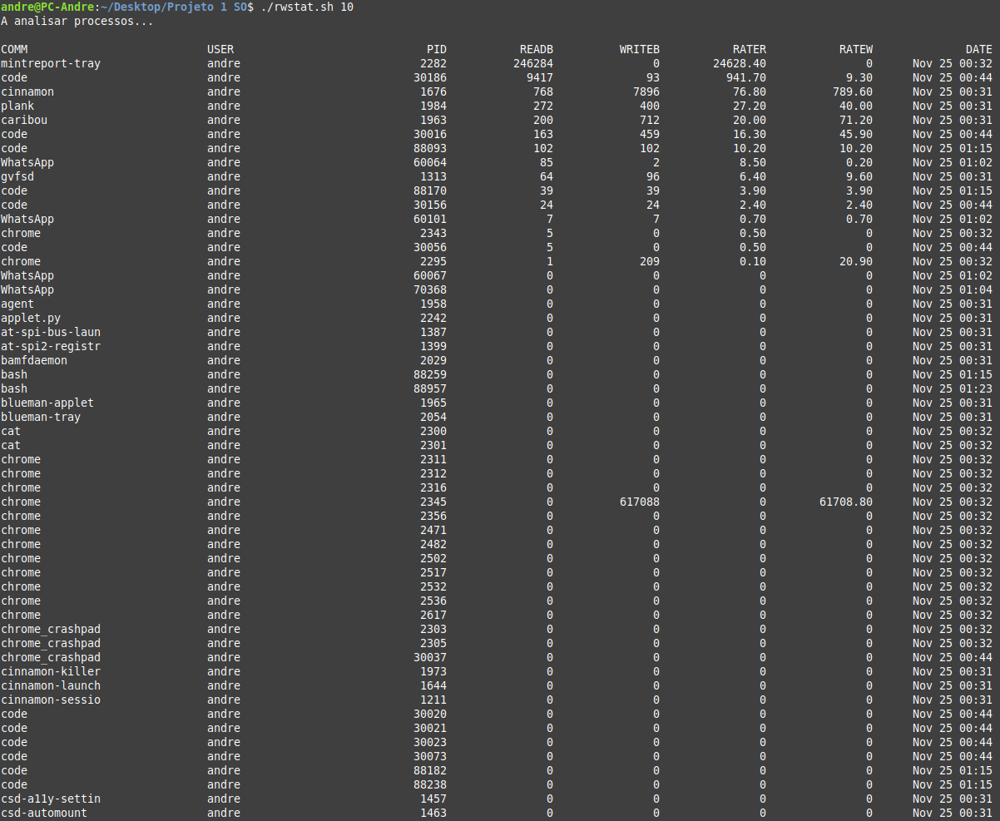 andre@PC-Andre:~/Desktop/Projeto 1 SO$ ./rwstat.sh 10
A analisar processos...
COMM USER PID READB WRITEB RATER RATEW DATE
mintreport-tray andre 2282 246284 0 24628.40 0 Nov 25 00:32
code andre 30186 9417 93 941.70 9.30 Nov 25 00:44
cinnamon andre 1676 768 7896 76.80 789.60 Nov 25 00:31
plank andre 1984 272 400 27.20 40.00 Nov 25 00:31
caribou andre 1963 200 712 20.00 71.20 Nov 25 00:31
code andre 30016 163 459 16.30 45.90 Nov 25 00:44
code andre 88093 102 102 10.20 10.20 Nov 25 01:15
WhatsApp andre 60064 85 2 8.50 0.20 Nov 25 01:02
gvfsd andre 1313 64 96 6.40 9.60 Nov 25 00:31
code andre 88170 39 39 3.90 3.90 Nov 25 01:15
code andre 30156 24 24 2.40 2.40 Nov 25 00:44
WhatsApp andre 60101 7 7 0.70 0.70 Nov 25 01:02
chrome andre 2343 5 0 0.50 0 Nov 25 00:32
code andre 30056 5 0 0.50 0 Nov 25 00:44
chrome andre 2295 1 209 0.10 20.90 Nov 25 00:32
WhatsApp andre 60067 0 0 0 0 Nov 25 01:02
WhatsApp andre 70368 0 0 0 0 Nov 25 01:04
agent andre 1958 0 0 0 0 Nov 25 00:31
applet.py andre 2242 0 0 0 0 Nov 25 00:31
at-spi-bus-laun andre 1387 0 0 0 0 Nov 25 00:31
at-spi2-registr andre 1399 0 0 0 0 Nov 25 00:31
bamfdaemon andre 2029 0 0 0 0 Nov 25 00:31
bash andre 88259 0 0 0 0 Nov 25 01:15
bash andre 88957 0 0 0 0 Nov 25 01:23
blueman-applet andre 1965 0 0 0 0 Nov 25 00:31
blueman-tray andre 2054 0 0 0 0 Nov 25 00:31
cat andre 2300 0 0 0 0 Nov 25 00:32
cat andre 2301 0 0 0 0 Nov 25 00:32
chrome andre 2311 0 0 0 0 Nov 25 00:32
chrome andre 2312 0 0 0 0 Nov 25 00:32
chrome andre 2316 0 0 0 0 Nov 25 00:32
chrome andre 2345 0 617088 0 61708.80 Nov 25 00:32
chrome andre 2356 0 0 0 0 Nov 25 00:32
chrome andre 2471 0 0 0 0 Nov 25 00:32
chrome andre 2482 0 0 0 0 Nov 25 00:32
chrome andre 2502 0 0 0 0 Nov 25 00:32
chrome andre 2517 0 0 0 0 Nov 25 00:32
chrome andre 2532 0 0 0 0 Nov 25 00:32
chrome andre 2536 0 0 0 0 Nov 25 00:32
chrome andre 2617 0 0 0 0 Nov 25 00:32
chrome_crashpad andre 2303 0 0 0 0 Nov 25 00:32
chrome_crashpad andre 2305 0 0 0 0 Nov 25 00:32
chrome_crashpad andre 30037 0 0 0 0 Nov 25 00:44
cinnamon-killer andre 1973 0 0 0 0 Nov 25 00:31
cinnamon-launch andre 1644 0 0 0 0 Nov 25 00:31
cinnamon-sessio andre 1211 0 0 0 0 Nov 25 00:31
code andre 30020 0 0 0 0 Nov 25 00:44
code andre 30021 0 0 0 0 Nov 25 00:44
code andre 30023 0 0 0 0 Nov 25 00:44
code andre 30073 0 0 0 0 Nov 25 00:44
code andre 88182 0 0 0 0 Nov 25 01:15
code andre 88238 0 0 0 0 Nov 25 01:15
csd-a11y-settin andre 1457 0 0 0 0 Nov 25 00:31
csd-automount andre 1463 0 0 0 0 Nov 25 00:31